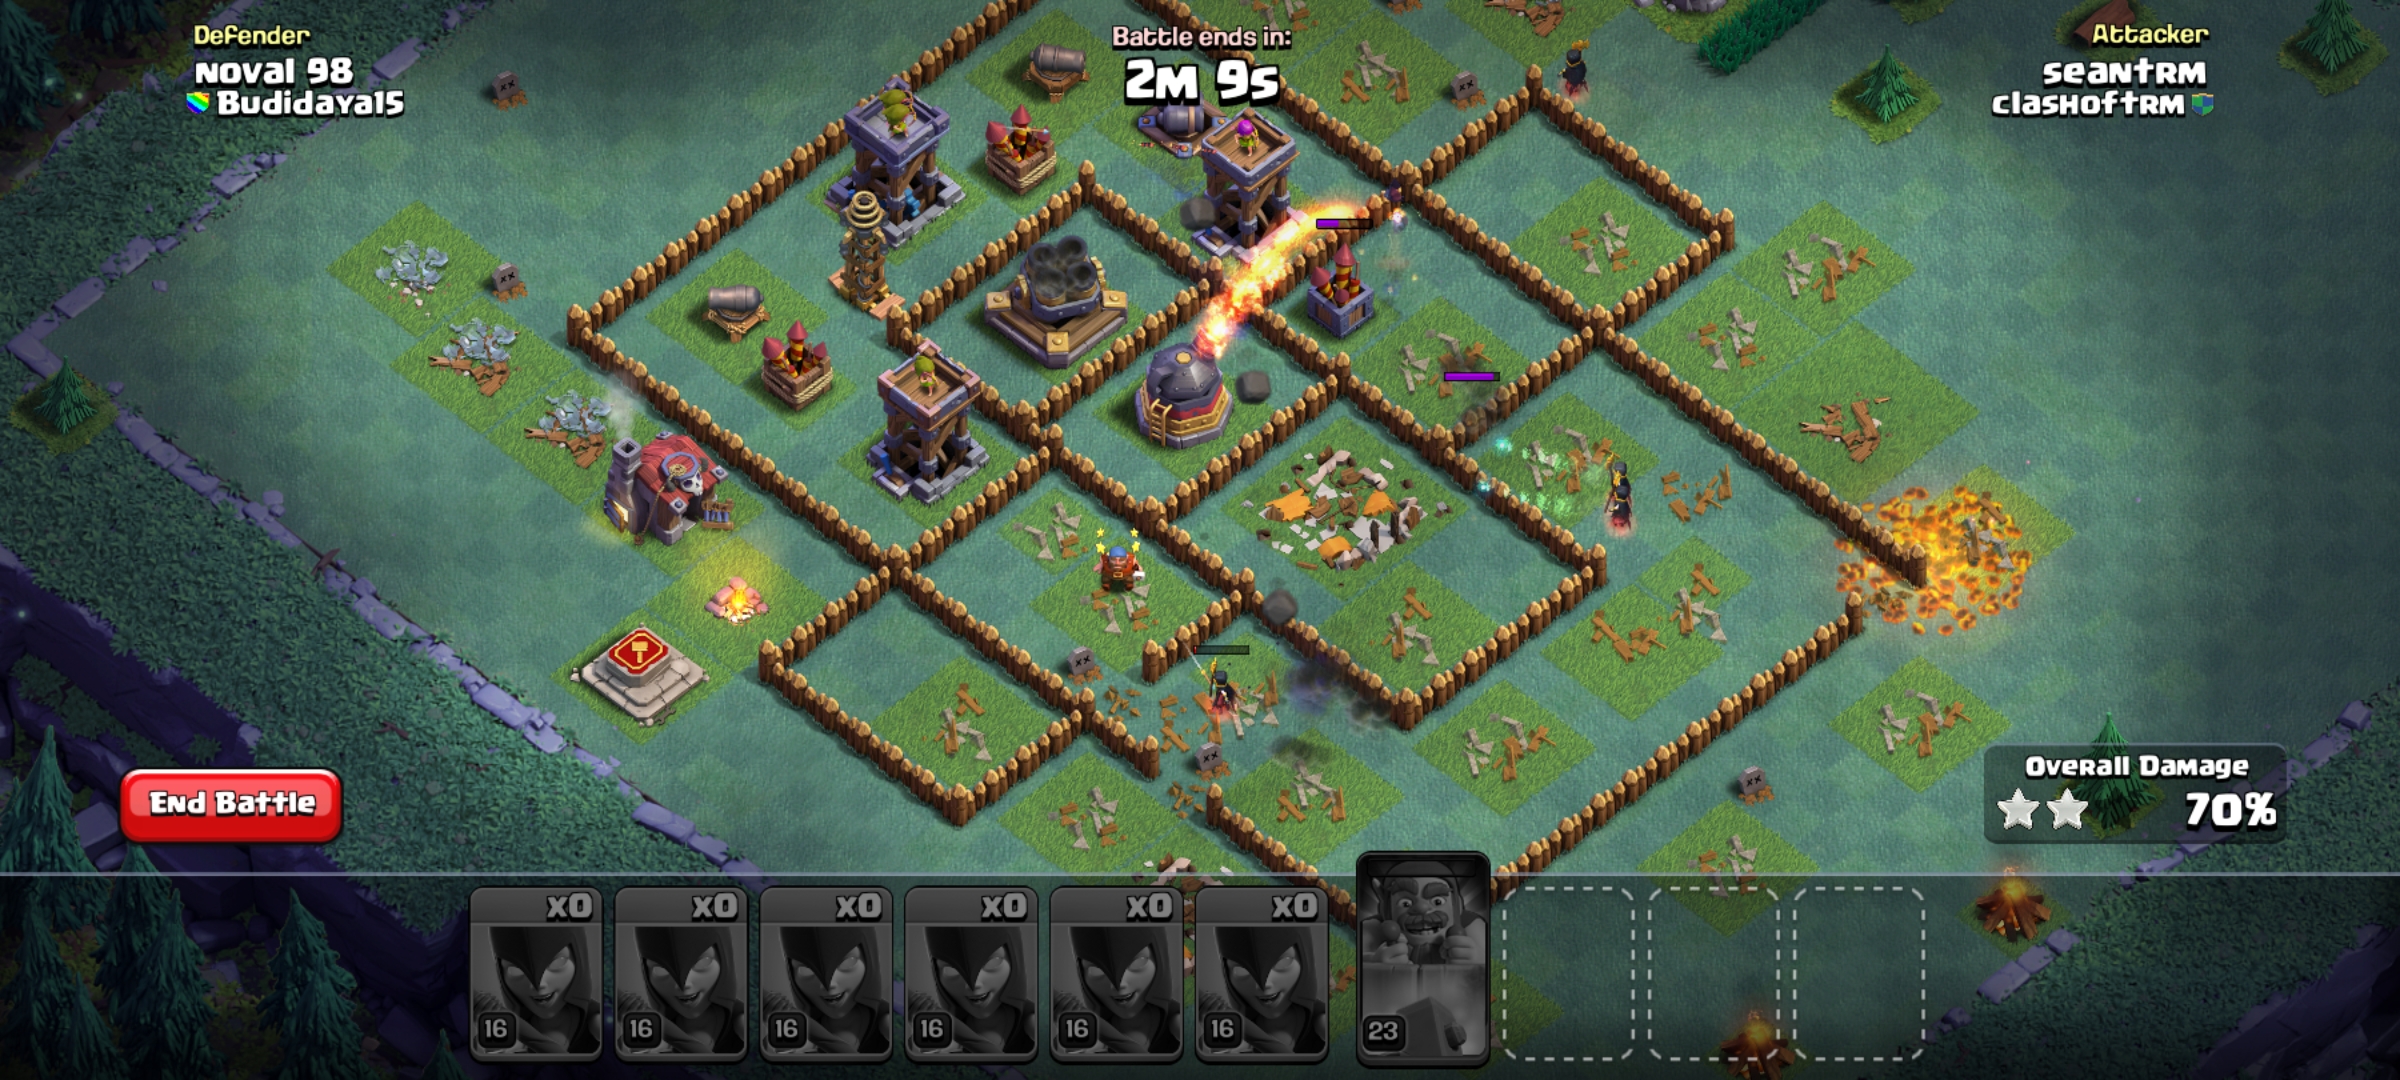 Defender
noval 98
Budidaya15
Battle ends in:
2m 9s
Attacker
seantrm
clashoftrm
End Battle
Overall Damage
70%
x0
x0
x0
x0
x0
x0
16
16
16
16
16
16
23